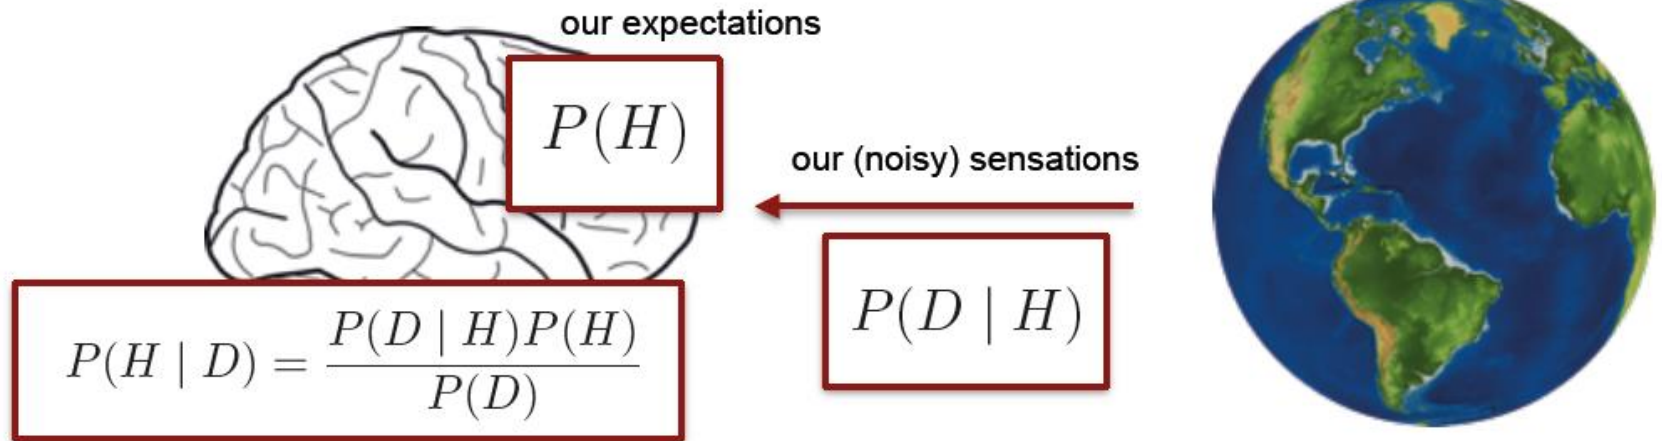 our expectations
P(H)
our (noisy) sensations
P(D | H)
P(H | D) = P(D | H)P(H) / P(D)